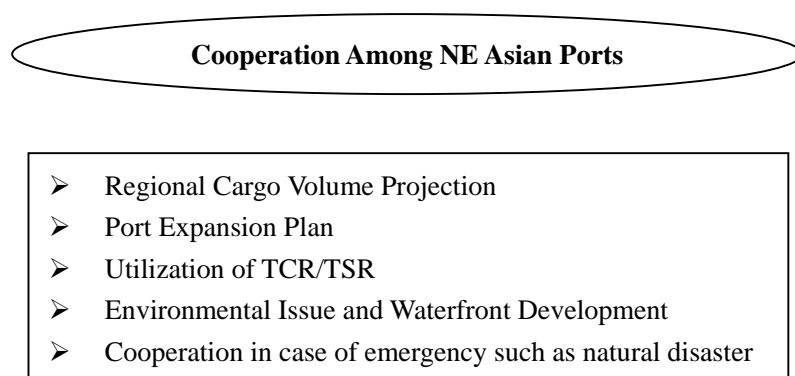 Cooperation Among NE Asian Ports
➢ Regional Cargo Volume Projection
➢ Port Expansion Plan
➢ Utilization of TCR/TSR
➢ Environmental Issue and Waterfront Development
➢ Cooperation in case of emergency such as natural disaster